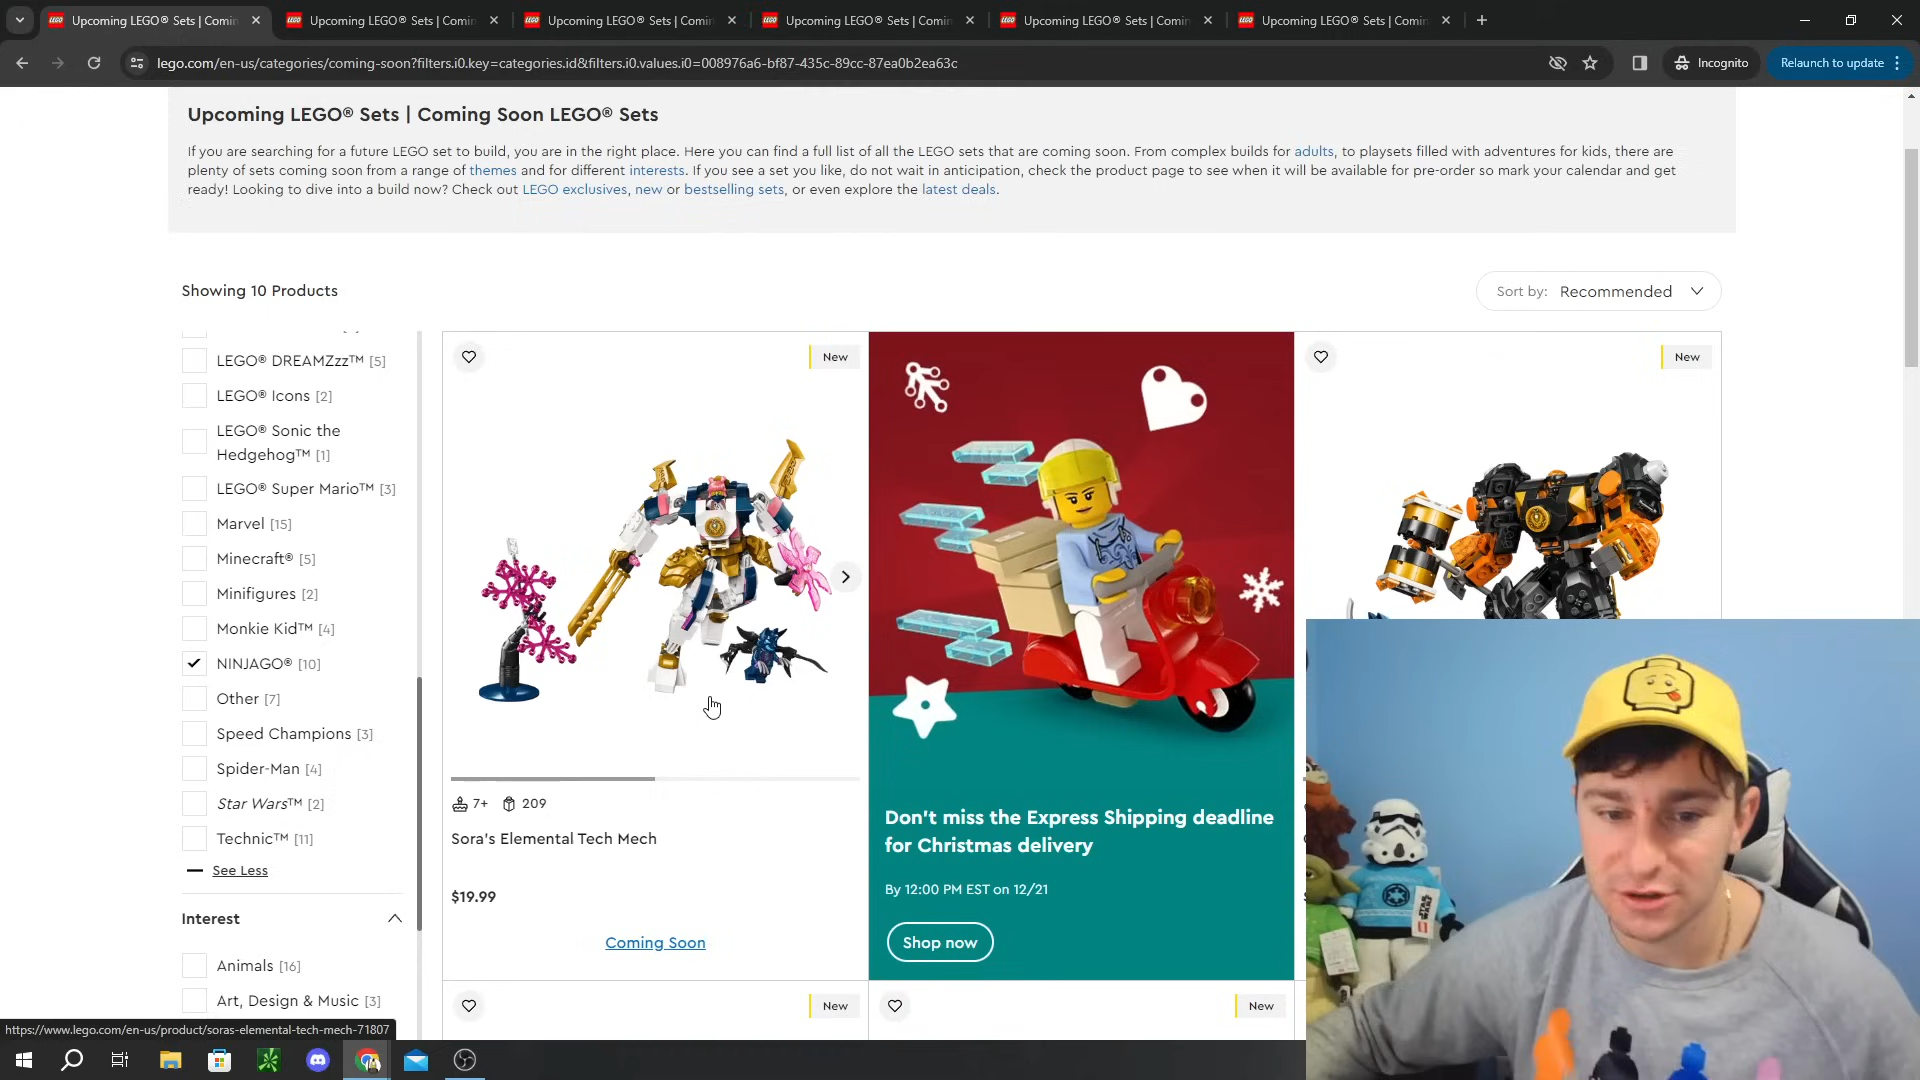 Upcoming LEGO® Sets | Comin
Upcoming LEGO® Sets | Comin
Upcoming LEGO® Sets | Comin
Upcoming LEGO® Sets | Comin
Upcoming LEGO® Sets | Comin
Upcoming LEGO® Sets | Comin
lego.com/en-us/categories/coming-soon?filters.i0.key=categories.id&filters.i0.values.i0=008976a6-bf87-435c-89cc-87ea0b2ea63c
Incognito
Relaunch to update
Upcoming LEGO® Sets | Coming Soon LEGO® Sets
If you are searching for a future LEGO set to build, you are in the right place. Here you can find a full list of all the LEGO sets that are coming soon. From complex builds for adults, to playsets filled with adventures for kids, there are
plenty of sets coming soon from a range of themes and for different interests. If you see a set you like, do not wait in anticipation, check the product page to see when it will be available for pre-order so mark your calendar and get
ready! Looking to dive into a build now? Check out LEGO exclusives, new or bestselling sets, or even explore the latest deals.
Showing 10 Products
Sort by: Recommended
LEGO® DREAMZzz™ [5]
LEGO® Icons [2]
LEGO® Sonic the
Hedgehog™ [1]
LEGO® Super Mario™ [3]
Marvel [15]
Minecraft® [5]
Minifigures [2]
Monkie Kid™ [4]
NINJAGO® [10]
Other [7]
Speed Champions [3]
Spider-Man [4]
Star Wars™ [2]
Technic™ [11]
See Less
Interest
Animals [16]
Art, Design & Music [3]
New
7+ 209
Sora's Elemental Tech Mech
$19.99
Coming Soon
Don't miss the Express Shipping deadline
for Christmas delivery
By 12:00 PM EST on 12/21
Shop now
New
New
New
STAR WARS
https://www.lego.com/en-us/product/soras-elemental-tech-mech-71807